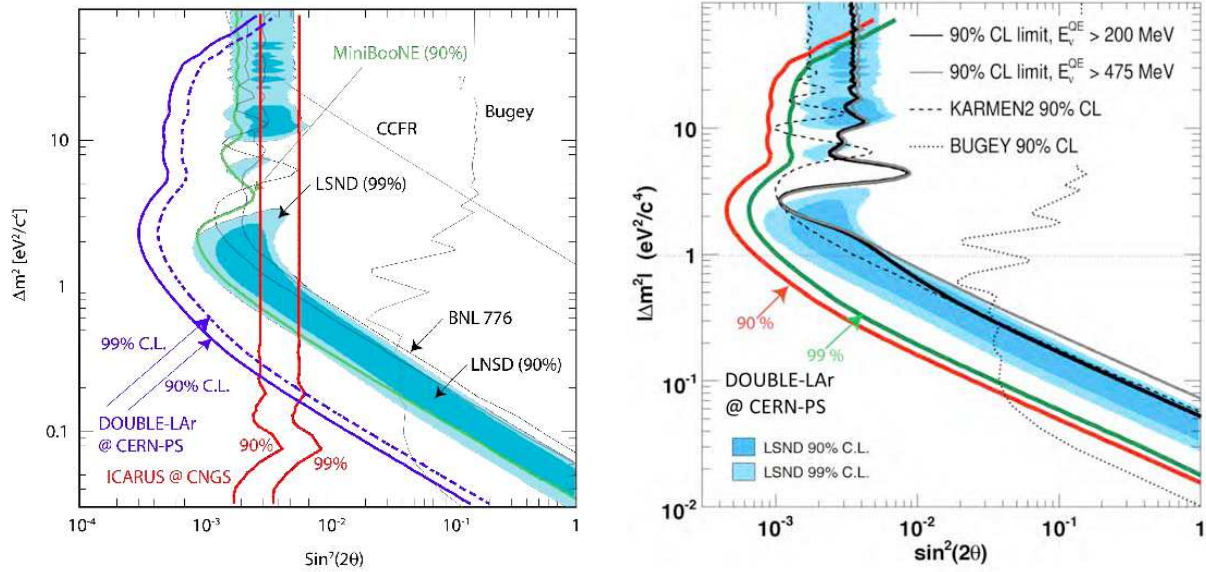 MiniBooNE (90%)
Bugey
CCFR
LSND (99%)
BNL 776
LNSD (90%)
99% C.L.
90% C.L.
DOUBLE-LAr
@ CERN-PS
90%
99%
ICARUS @ CNGS
Δm² [eV²/c⁴]
10
1
0.1
10⁻⁴
10⁻³
10⁻²
10⁻¹
1
Sin²(2θ)
90% CL limit, E_ν^QE > 200 MeV
90% CL limit, E_ν^QE > 475 MeV
KARMEN2 90% CL
BUGEY 90% CL
|Δm²| (eV²/c⁴)
10²
10
1
10⁻¹
10⁻²
90 %
99 %
DOUBLE-LAr
@ CERN-PS
LSND 90% C.L.
LSND 99% C.L.
10⁻³
10⁻²
10⁻¹
1
sin²(2θ)